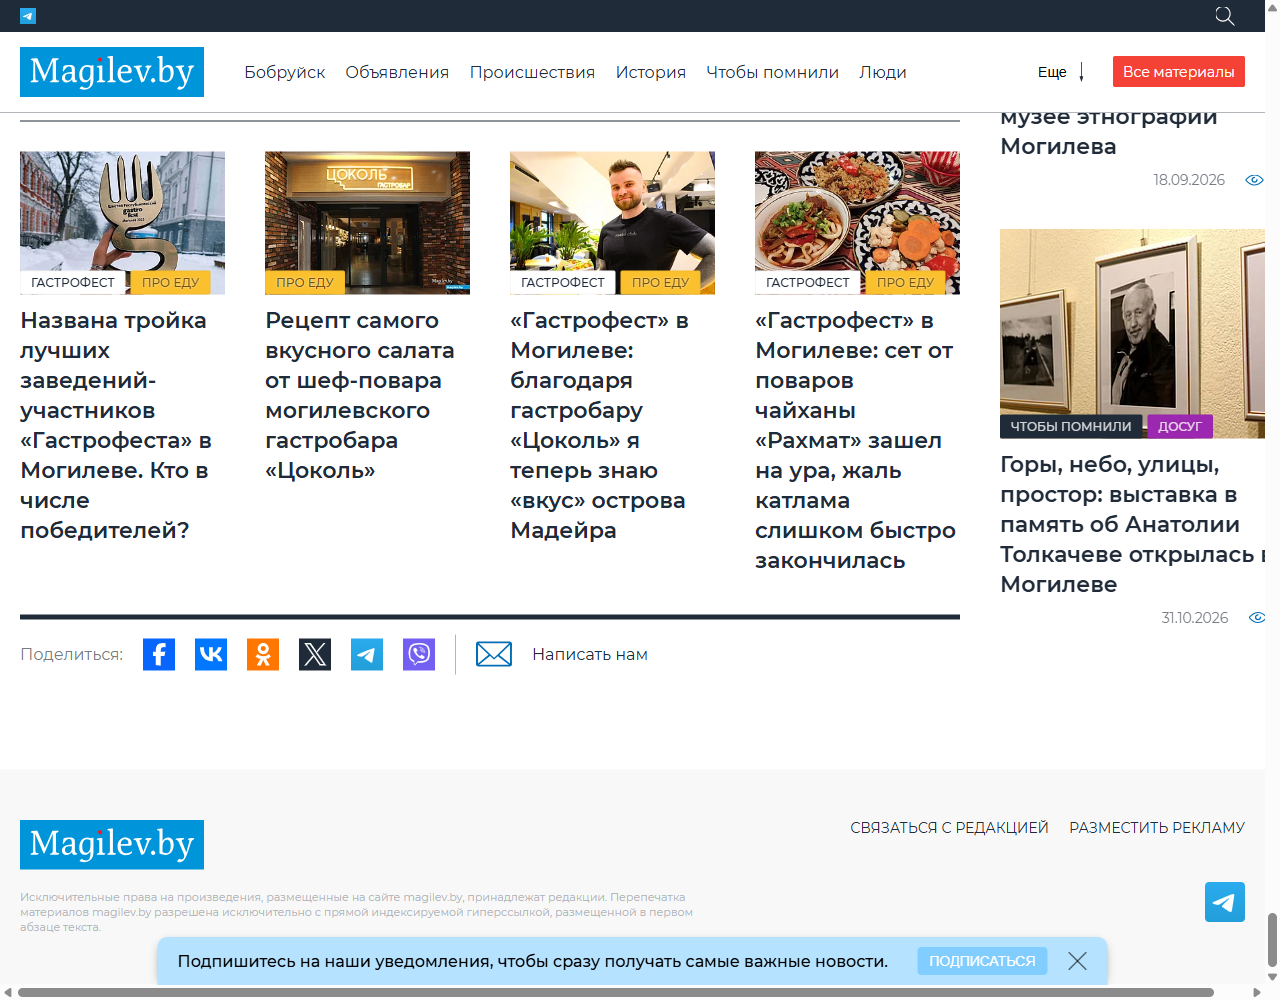 Magilev.by
Бобруйск Объявления Происшествия История Чтобы помнили Люди
Еще
Все материалы
музее этнографии
Могилева
18.09.2026
ГАСТРОФЕСТ ПРО ЕДУ
Названа тройка
лучших
заведений-
участников
«Гастрофеста» в
Могилеве. Кто в
числе
победителей?
ЦОКОЛЬ
ГАСТРОБАР
ПРО ЕДУ
Рецепт самого
вкусного салата
от шеф-повара
могилевского
гастробара
«Цоколь»
ГАСТРОФЕСТ ПРО ЕДУ
«Гастрофест» в
Могилеве:
благодаря
гастробару
«Цоколь» я
теперь знаю
«вкус» острова
Мадейра
ГАСТРОФЕСТ ПРО ЕДУ
«Гастрофест» в
Могилеве: сет от
поваров
чайханы
«Рахмат» зашел
на ура, жаль
катлама
слишком быстро
закончилась
ЧТОБЫ ПОМНИЛИ ДОСУГ
Горы, небо, улицы,
простор: выставка в
память об Анатолии
Толкачеве открылась в
Могилеве
31.10.2026
Поделиться:
Написать нам
Magilev.by
СВЯЗАТЬСЯ С РЕДАКЦИЕЙ РАЗМЕСТИТЬ РЕКЛАМУ
Исключительные права на произведения, размещенные на сайте magilev.by, принадлежат редакции. Перепечатка
материалов magilev.by разрешена исключительно с прямой индексируемой гиперссылкой, размещенной в первом
абзаце текста.
Подпишитесь на наши уведомления, чтобы сразу получать самые важные новости.
ПОДПИСАТЬСЯ